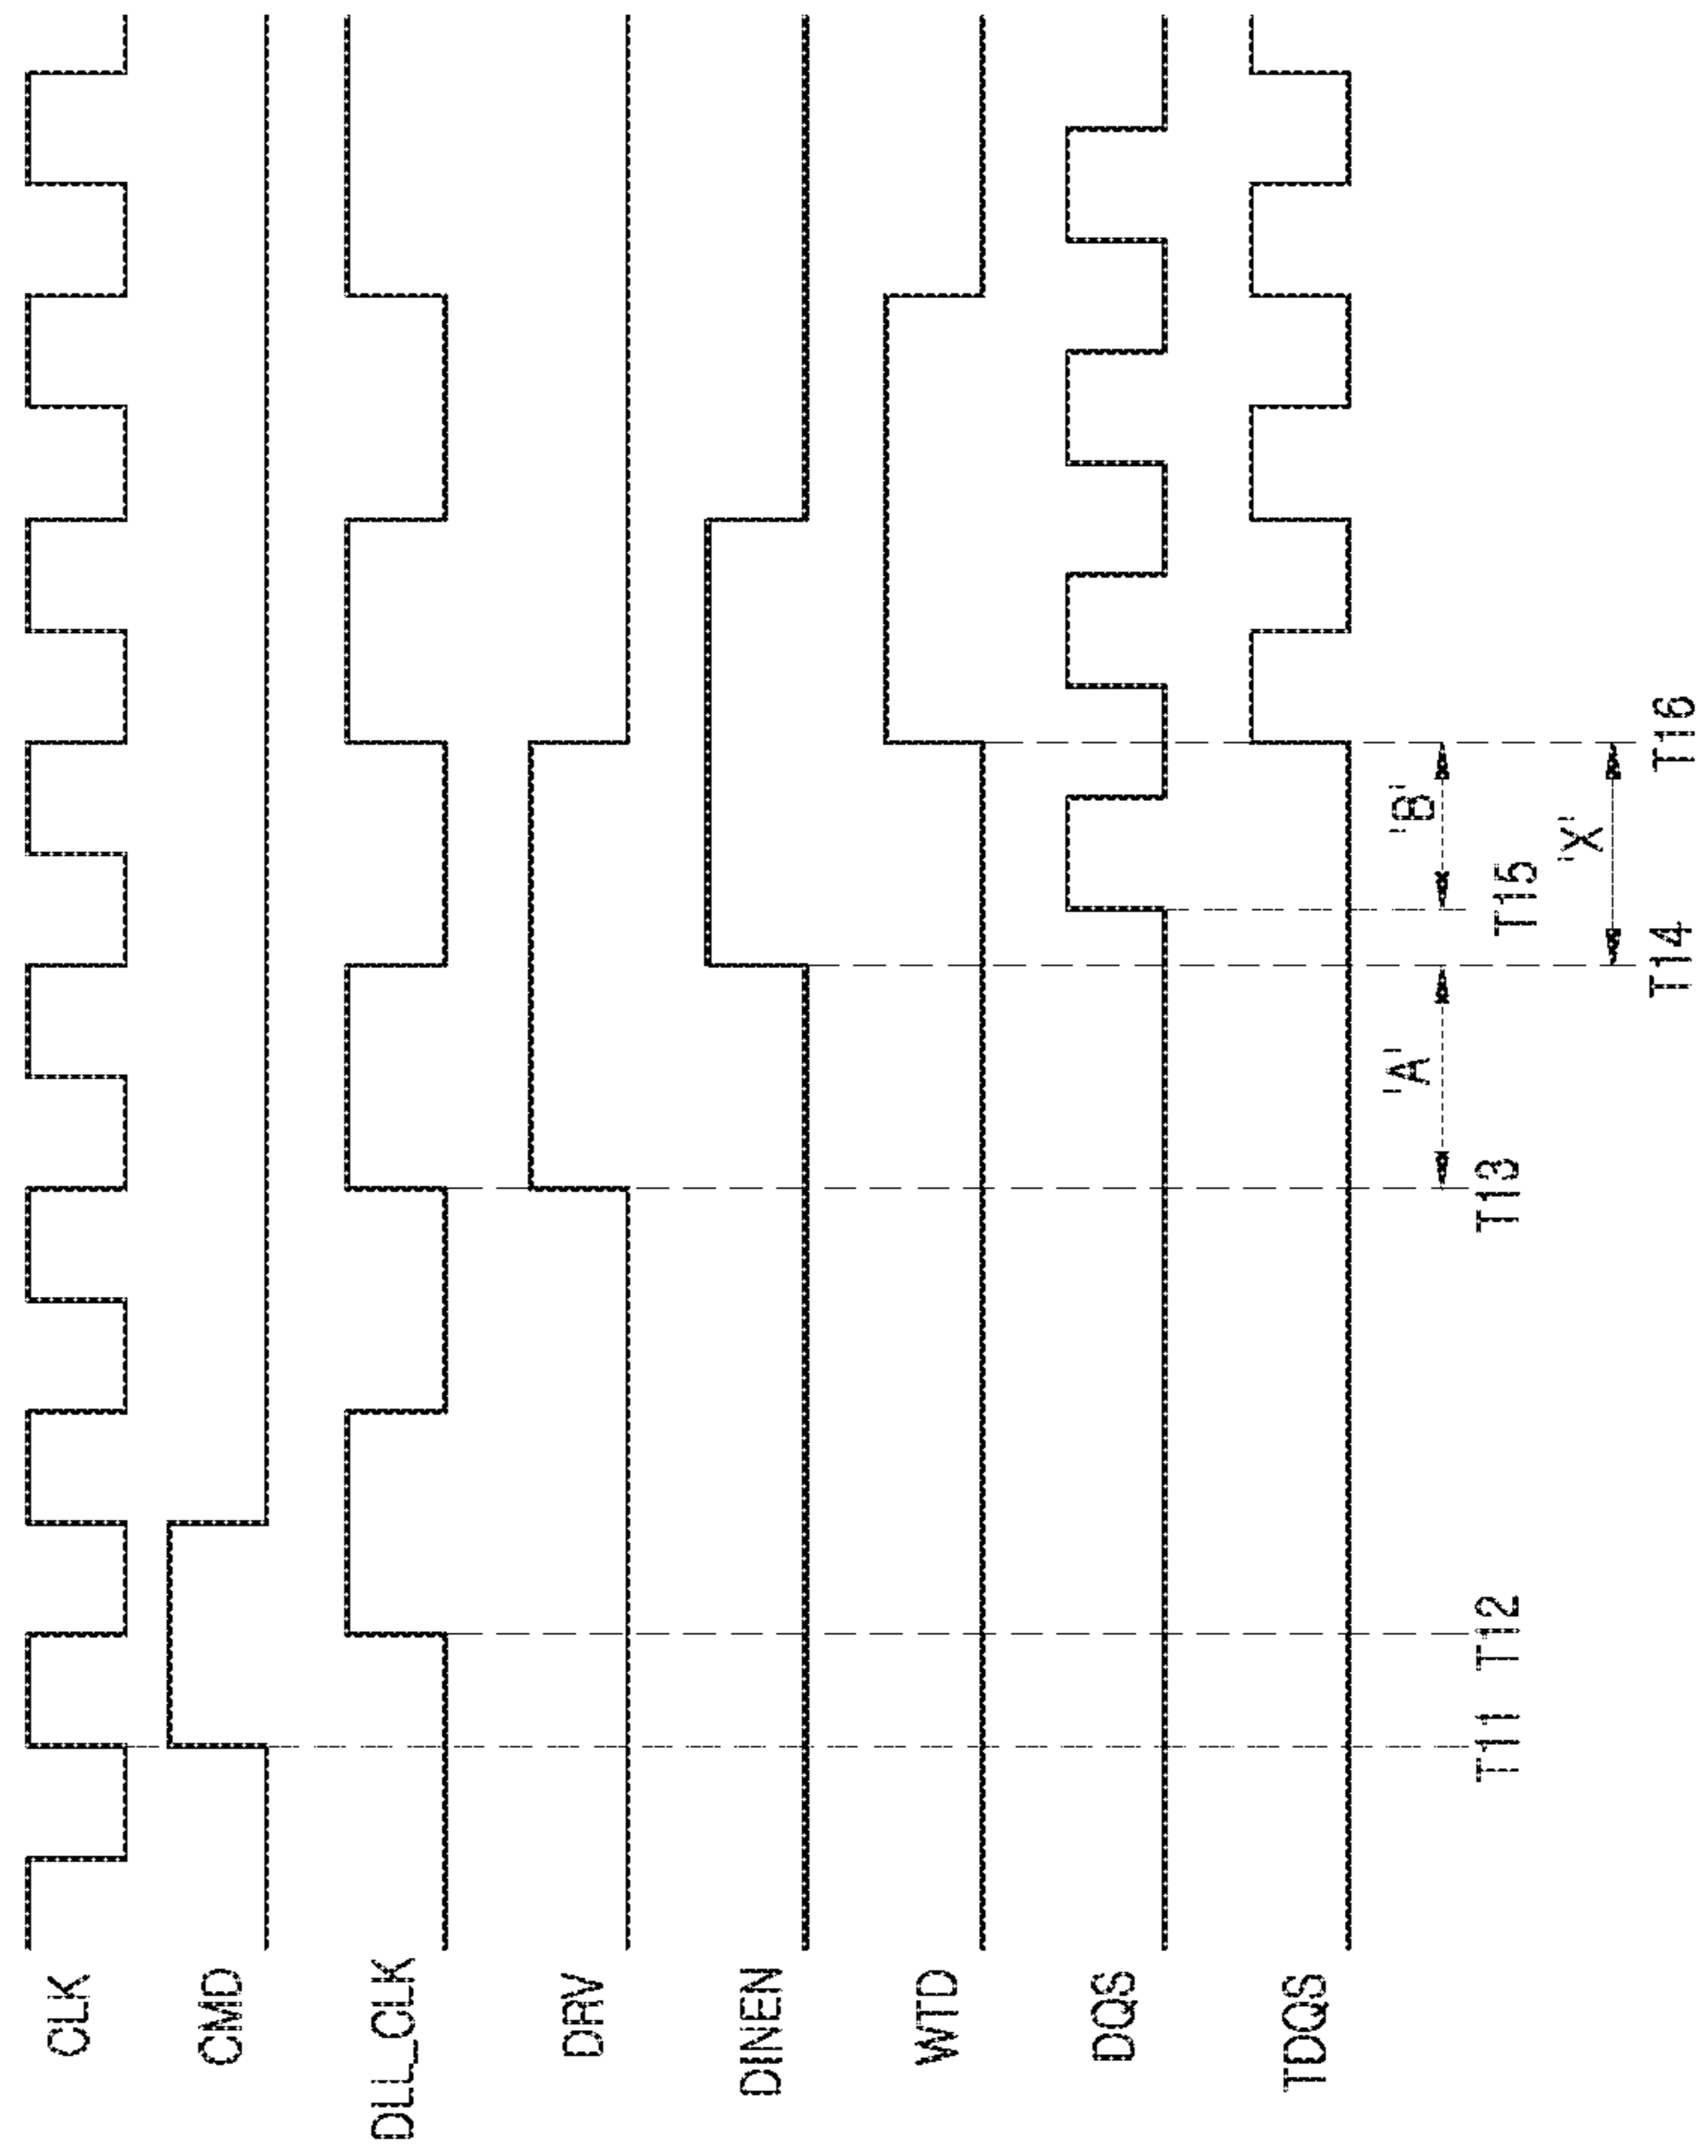 CLK
CMD
DLL_CLK
DRV
DINEN
WTD
DQS
TDQS
'A'
'B'
'X'
T11 T12 T13 T15
T14 T16